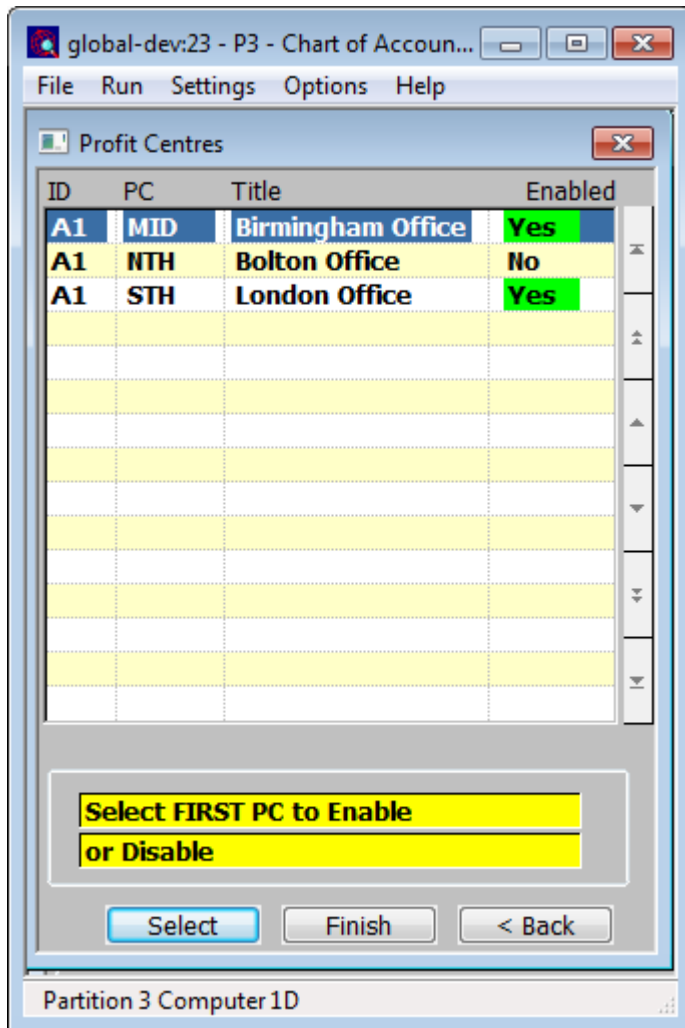 global-dev:23 - P3 - Chart of Accoun...
File Run Settings Options Help
Profit Centres
ID PC Title Enabled
A1 MID Birmingham Office Yes
A1 NTH Bolton Office No
A1 STH London Office Yes
Select FIRST PC to Enable
or Disable
Select Finish < Back
Partition 3 Computer 1D